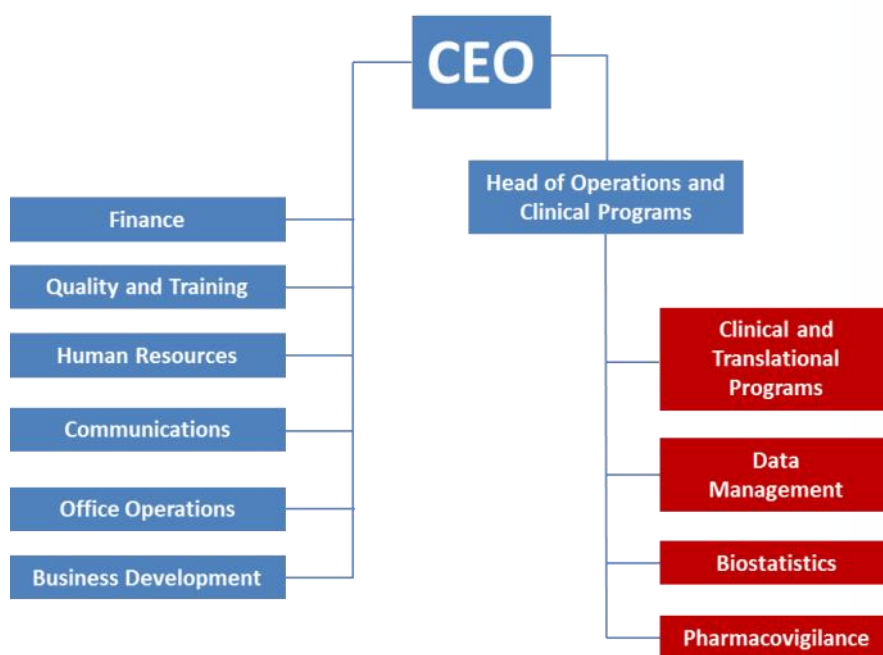 CEO
Head of Operations and
Clinical Programs
Finance
Quality and Training
Human Resources
Communications
Office Operations
Business Development
Clinical and
Translational
Programs
Data
Management
Biostatistics
Pharmacovigilance